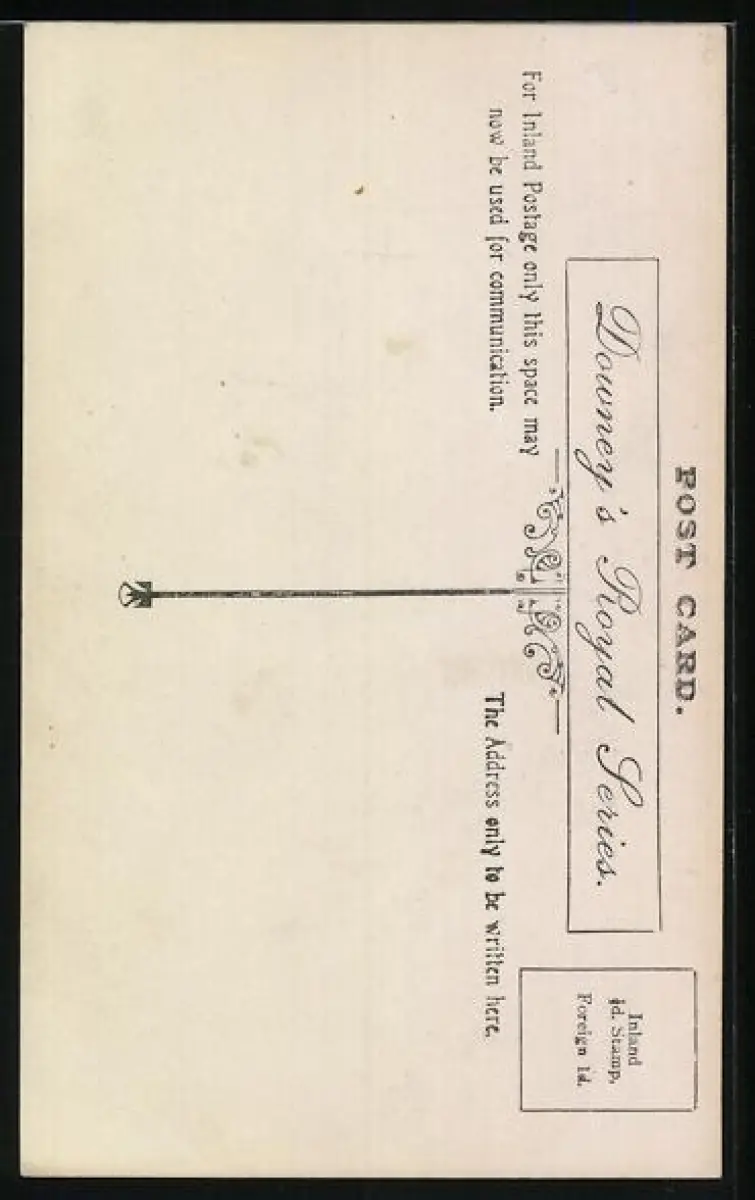 POST CARD.
Downey's Royal Series.
For Inland Postage only this space may
now be used for communication.
The Address only to be written here.
Inland
½d. Stamp,
Foreign 1d.